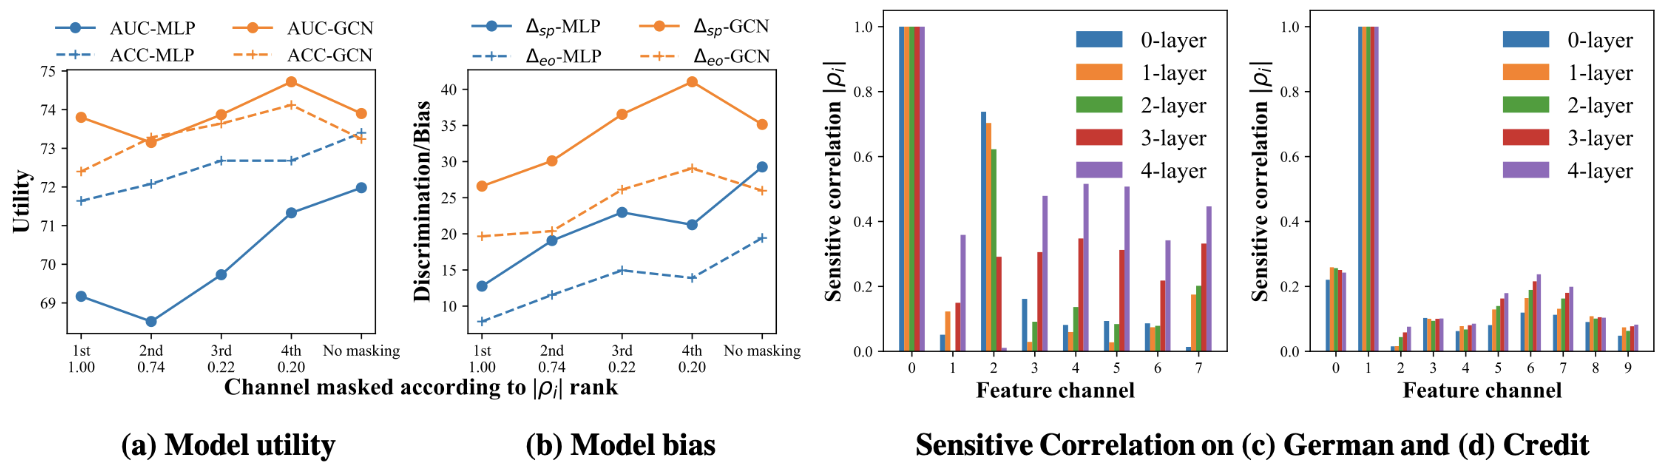 AUC-MLP
AUC-GCN
ACC-MLP
ACC-GCN
75
74
73
72
71
70
69
Utility
1st
1.00
2nd
0.74
3rd
0.22
4th
0.20
No masking
Δsp-MLP
Δsp-GCN
Δeo-MLP
Δeo-GCN
40
35
30
25
20
15
10
Discrimination/Bias
1st
1.00
2nd
0.74
3rd
0.22
4th
0.20
No masking
Channel masked according to |ρi| rank
(a) Model utility
(b) Model bias
1.0
0.8
0.6
0.4
0.2
0.0
Sensitive correlation |ρi|
0-layer
1-layer
2-layer
3-layer
4-layer
0 1 2 3 4 5 6 7
Feature channel
1.0
0.8
0.6
0.4
0.2
0.0
Sensitive correlation |ρi|
0-layer
1-layer
2-layer
3-layer
4-layer
0 1 2 3 4 5 6 7 8 9
Feature channel
Sensitive Correlation on (c) German and (d) Credit